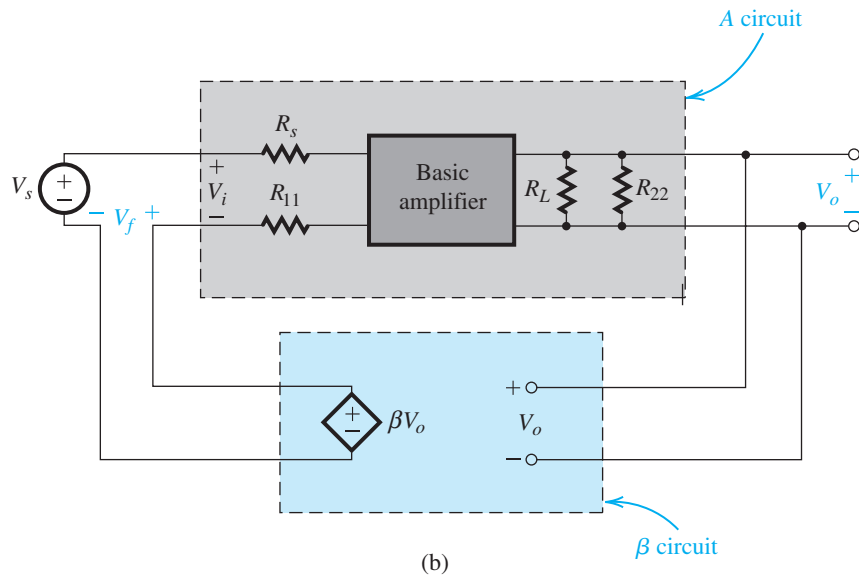 A circuit
R_s
Basic
amplifier
+
V_i
−
R_11
R_L
R_22
V_s
+
−
− V_f +
+
V_o
−
+
−
βV_o
+
V_o
−
β circuit
(b)